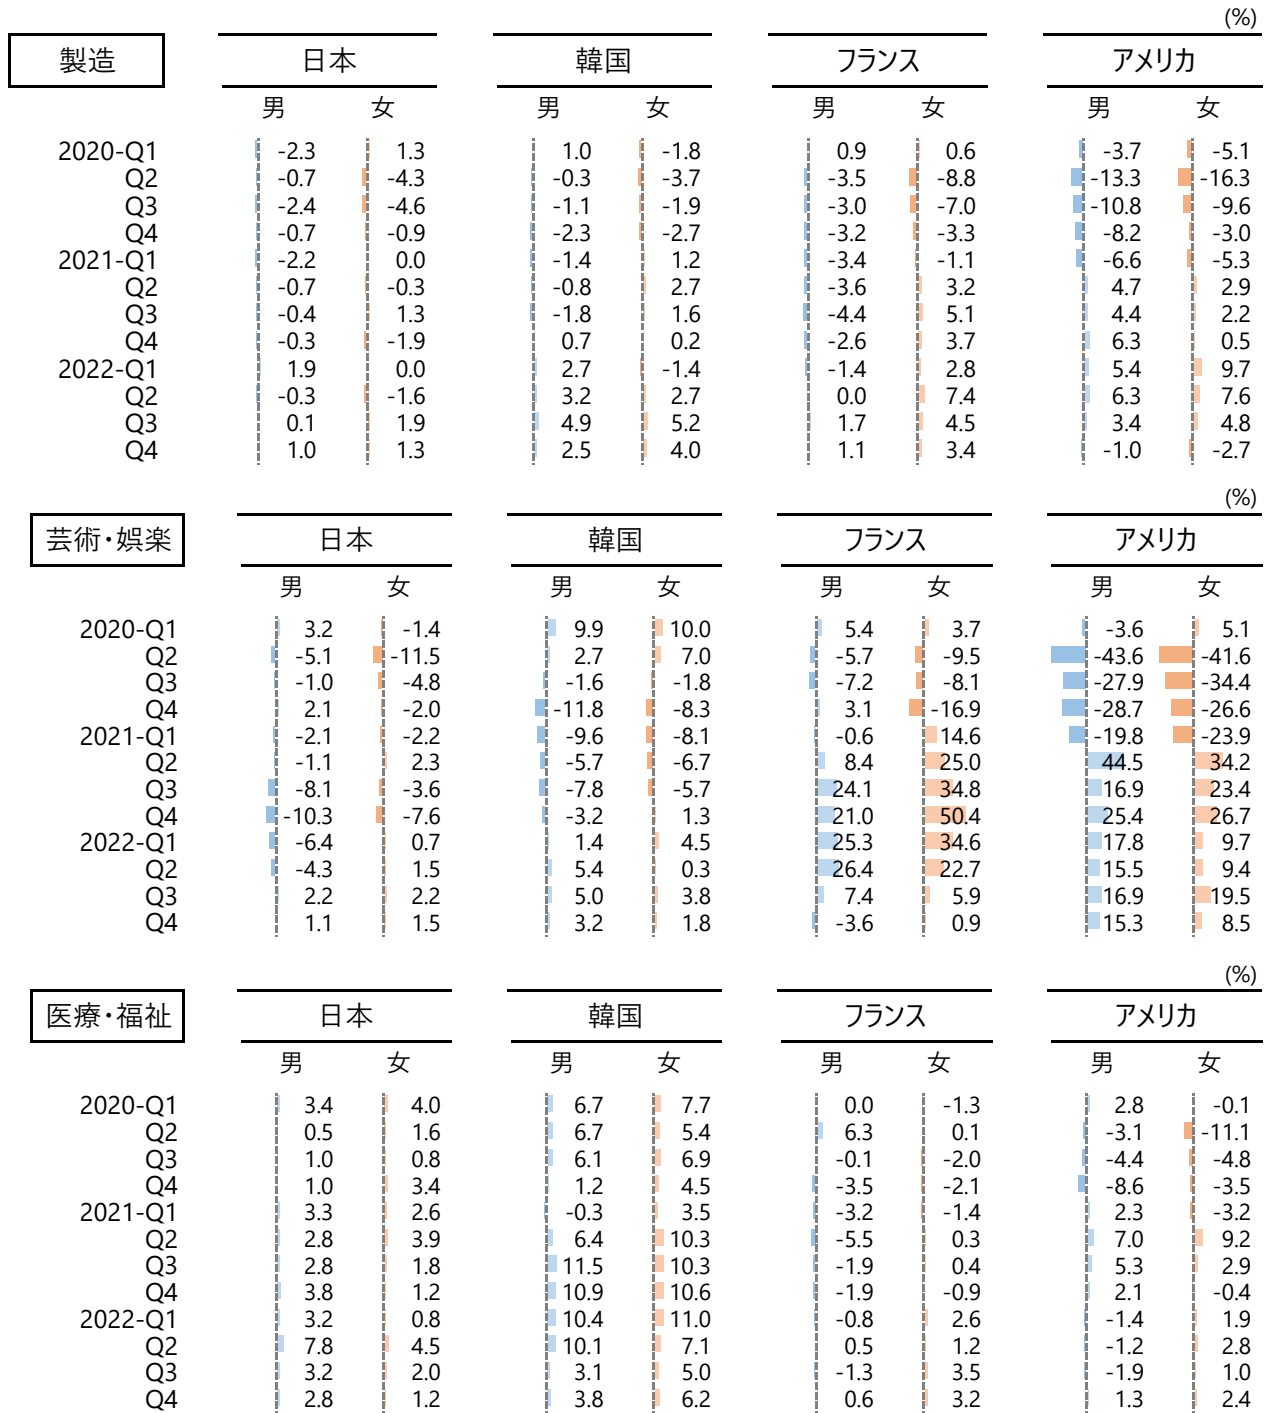 (%)
製造 日本 韓国 フランス アメリカ
男 女 男 女 男 女 男 女
2020-Q1 -2.3 1.3 1.0 -1.8 0.9 0.6 -3.7 -5.1
Q2 -0.7 -4.3 -0.3 -3.7 -3.5 -8.8 -13.3 -16.3
Q3 -2.4 -4.6 -1.1 -1.9 -3.0 -7.0 -10.8 -9.6
Q4 -0.7 -0.9 -2.3 -2.7 -3.2 -3.3 -8.2 -3.0
2021-Q1 -2.2 0.0 -1.4 1.2 -3.4 -1.1 -6.6 -5.3
Q2 -0.7 -0.3 -0.8 2.7 -3.6 3.2 4.7 2.9
Q3 -0.4 1.3 -1.8 1.6 -4.4 5.1 4.4 2.2
Q4 -0.3 -1.9 0.7 0.2 -2.6 3.7 6.3 0.5
2022-Q1 1.9 0.0 2.7 -1.4 -1.4 2.8 5.4 9.7
Q2 -0.3 -1.6 3.2 2.7 0.0 7.4 6.3 7.6
Q3 0.1 1.9 4.9 5.2 1.7 4.5 3.4 4.8
Q4 1.0 1.3 2.5 4.0 1.1 3.4 -1.0 -2.7
(%)
芸術・娯楽 日本 韓国 フランス アメリカ
男 女 男 女 男 女 男 女
2020-Q1 3.2 -1.4 9.9 10.0 5.4 3.7 -3.6 5.1
Q2 -5.1 -11.5 2.7 7.0 -5.7 -9.5 -43.6 -41.6
Q3 -1.0 -4.8 -1.6 -1.8 -7.2 -8.1 -27.9 -34.4
Q4 2.1 -2.0 -11.8 -8.3 3.1 -16.9 -28.7 -26.6
2021-Q1 -2.1 -2.2 -9.6 -8.1 -0.6 14.6 -19.8 -23.9
Q2 -1.1 2.3 -5.7 -6.7 8.4 25.0 44.5 34.2
Q3 -8.1 -3.6 -7.8 -5.7 24.1 34.8 16.9 23.4
Q4 -10.3 -7.6 -3.2 1.3 21.0 50.4 25.4 26.7
2022-Q1 -6.4 0.7 1.4 4.5 25.3 34.6 17.8 9.7
Q2 -4.3 1.5 5.4 0.3 26.4 22.7 15.5 9.4
Q3 2.2 2.2 5.0 3.8 7.4 5.9 16.9 19.5
Q4 1.1 1.5 3.2 1.8 -3.6 0.9 15.3 8.5
(%)
医療・福祉 日本 韓国 フランス アメリカ
男 女 男 女 男 女 男 女
2020-Q1 3.4 4.0 6.7 7.7 0.0 -1.3 2.8 -0.1
Q2 0.5 1.6 6.7 5.4 6.3 0.1 -3.1 -11.1
Q3 1.0 0.8 6.1 6.9 -0.1 -2.0 -4.4 -4.8
Q4 1.0 3.4 1.2 4.5 -3.5 -2.1 -8.6 -3.5
2021-Q1 3.3 2.6 -0.3 3.5 -3.2 -1.4 2.3 -3.2
Q2 2.8 3.9 6.4 10.3 -5.5 0.3 7.0 9.2
Q3 2.8 1.8 11.5 10.3 -1.9 0.4 5.3 2.9
Q4 3.8 1.2 10.9 10.6 -1.9 -0.9 2.1 -0.4
2022-Q1 3.2 0.8 10.4 11.0 -0.8 2.6 -1.4 1.9
Q2 7.8 4.5 10.1 7.1 0.5 1.2 -1.2 2.8
Q3 3.2 2.0 3.1 5.0 -1.3 3.5 -1.9 1.0
Q4 2.8 1.2 3.8 6.2 0.6 3.2 1.3 2.4